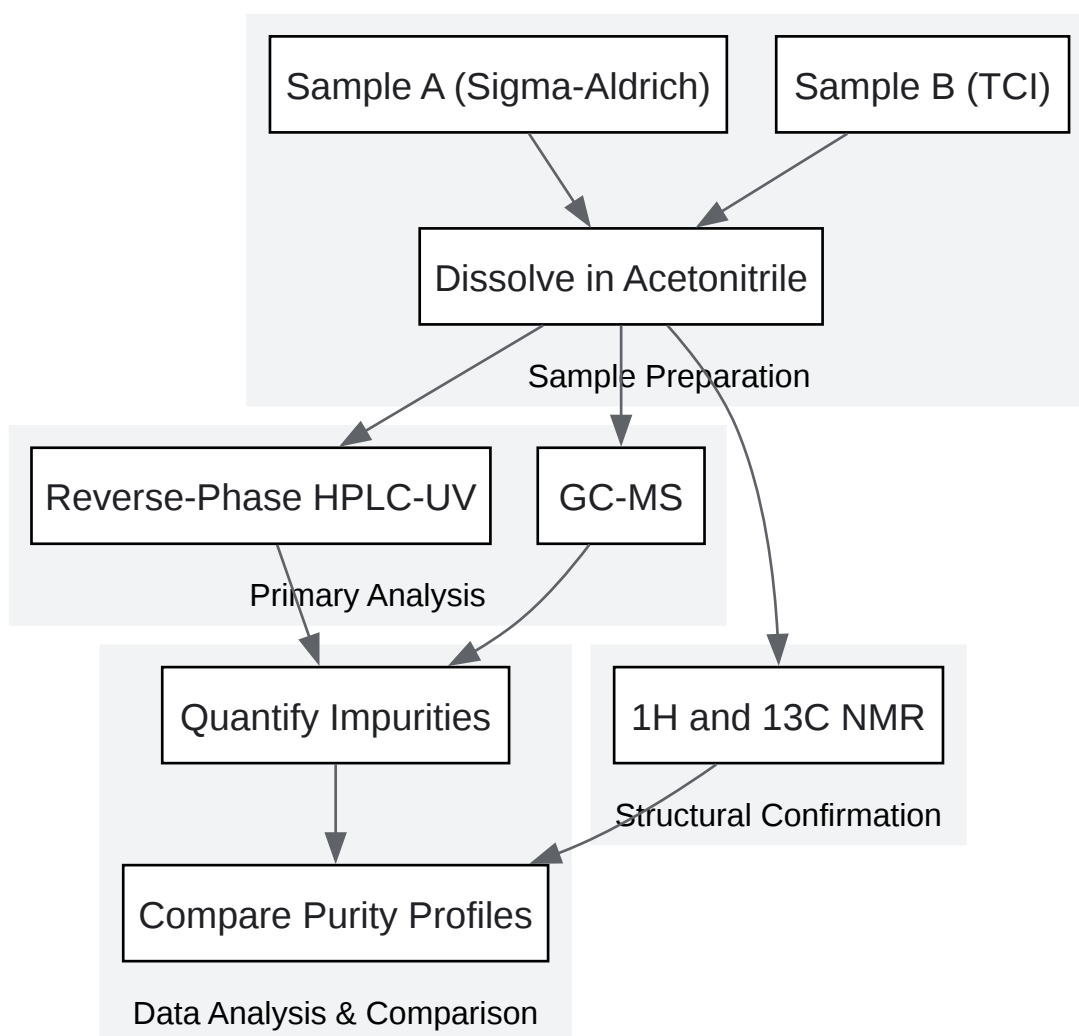 Sample A (Sigma-Aldrich)
Sample B (TCI)
Dissolve in Acetonitrile
Sample Preparation
Reverse-Phase HPLC-UV
GC-MS
Primary Analysis
Quantify Impurities
1H and 13C NMR
Structural Confirmation
Compare Purity Profiles
Data Analysis & Comparison